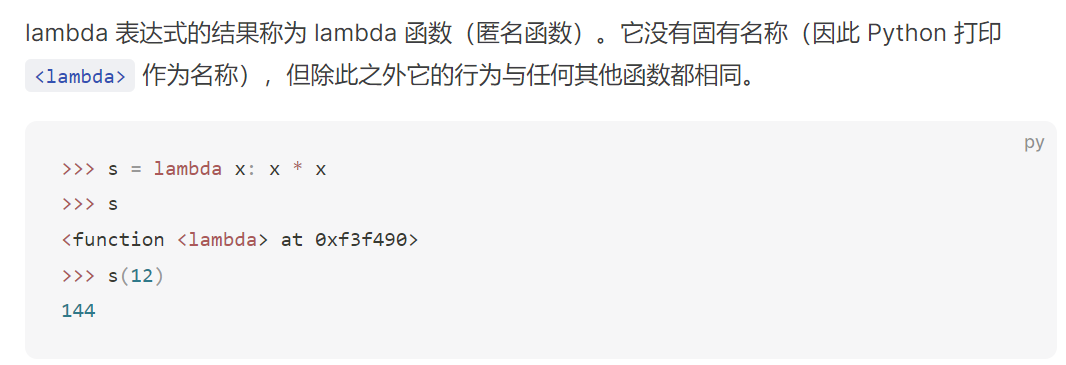 lambda 表达式的结果称为 lambda 函数（匿名函数）。它没有固有名称（因此 Python 打印
<lambda> 作为名称），但除此之外它的行为与任何其他函数都相同。
py
>>> s = lambda x: x * x
>>> s
<function <lambda> at 0xf3f490>
>>> s(12)
144